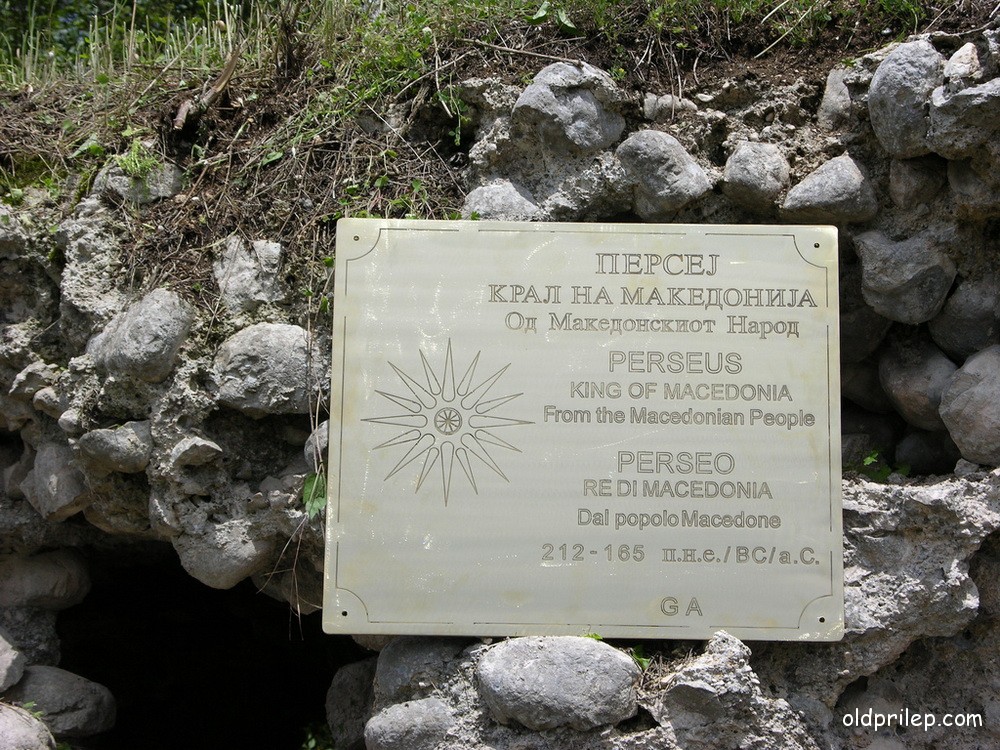 ПЕРСЕЈ
КРАЛ НА МАКЕДОНИЈА
Од Македонскиот Народ
PERSEUS
KING OF MACEDONIA
From the Macedonian People
PERSEO
RE DI MACEDONIA
Dal popolo Macedone
212-165 п.н.е./BC/a.C.
G A
oldprilep.com